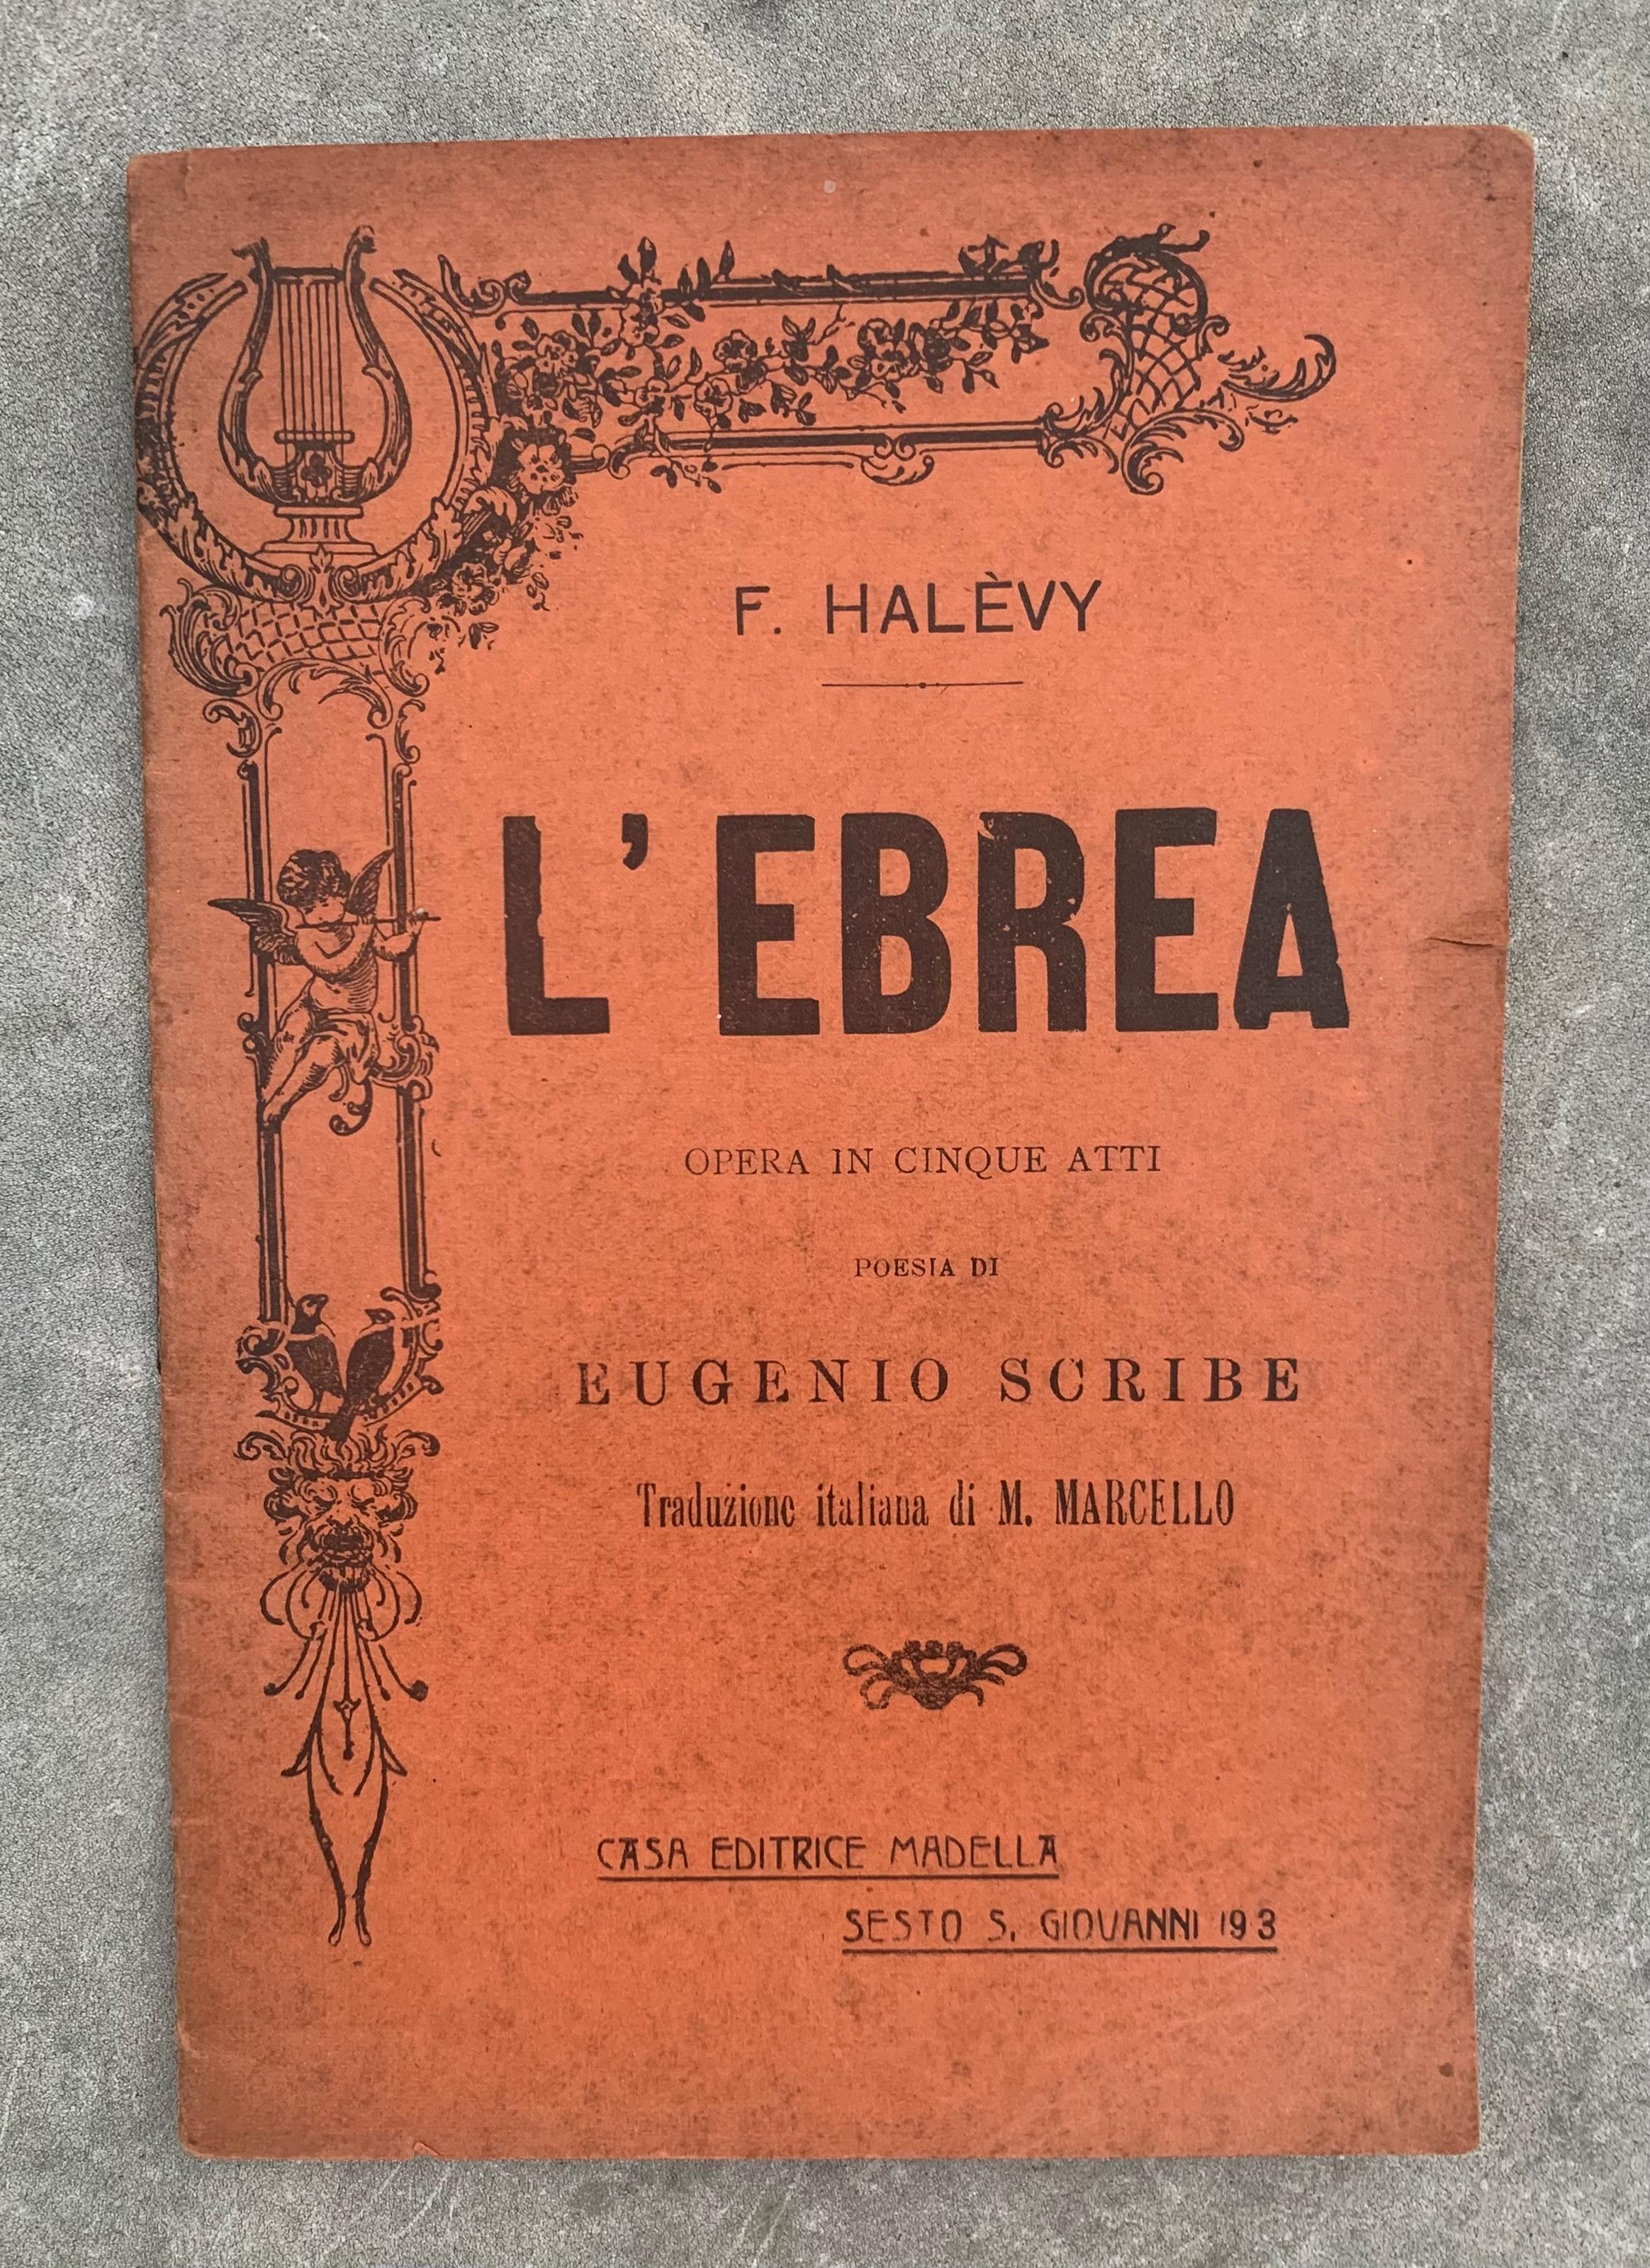 F. HALÈVY
L'EBREA
OPERA IN CINQUE ATTI
POESIA DI
EUGENIO SCRIBE
Traduzione italiana di M. MARCELLO
CASA EDITRICE MADELLA
SESTO S. GIOVANNI 193